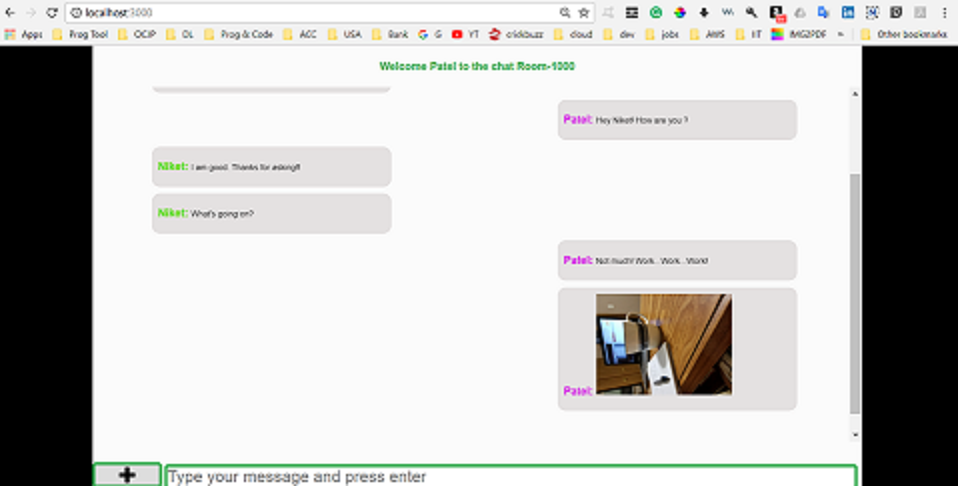 localhost:3000
Apps Prog Tool OCJP DL Prog & Code ACC USA Bank G YT crickbuzz cloud dev jobs AWS IIT IMG2PDF » Other bookmarks
Welcome Patel to the chat Room-1000
Patel: Hey Niket! How are you ?
Niket: I am good. Thanks for asking!!
Niket: What's going on?
Patel: Not much! Work.. Work.. Work!
Patel:
Type your message and press enter